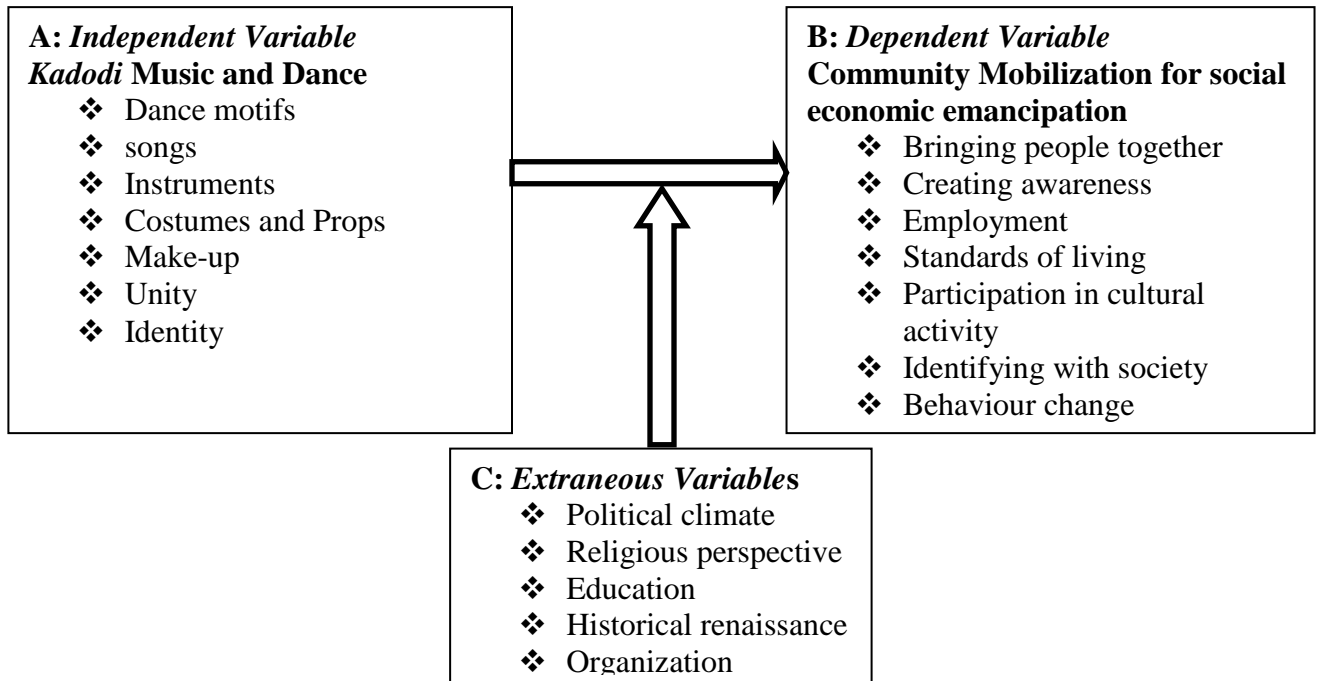 A: Independent Variable
Kadodi Music and Dance
❖ Dance motifs
❖ songs
❖ Instruments
❖ Costumes and Props
❖ Make-up
❖ Unity
❖ Identity
B: Dependent Variable
Community Mobilization for social
economic emancipation
❖ Bringing people together
❖ Creating awareness
❖ Employment
❖ Standards of living
❖ Participation in cultural
activity
❖ Identifying with society
❖ Behaviour change
C: Extraneous Variables
❖ Political climate
❖ Religious perspective
❖ Education
❖ Historical renaissance
❖ Organization